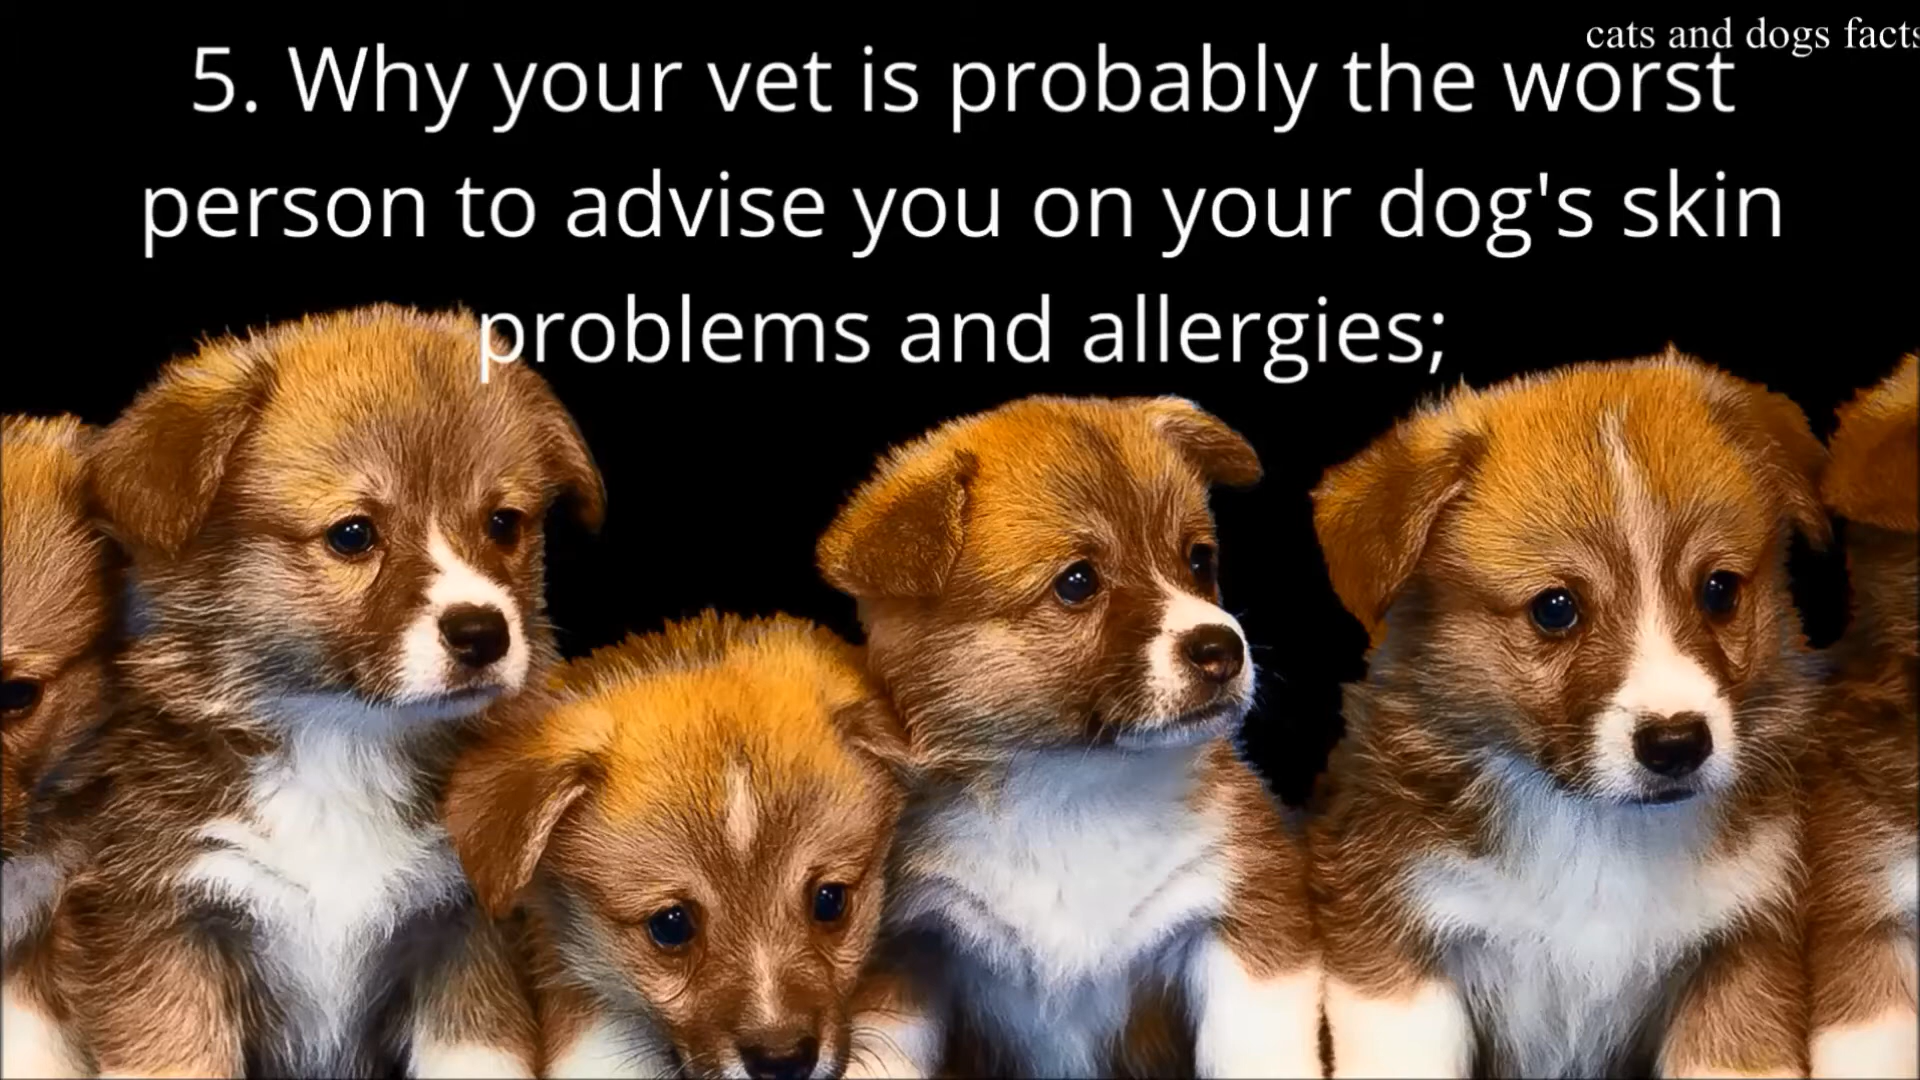 cats and dogs facts
5. Why your vet is probably the worst
person to advise you on your dog's skin
problems and allergies;